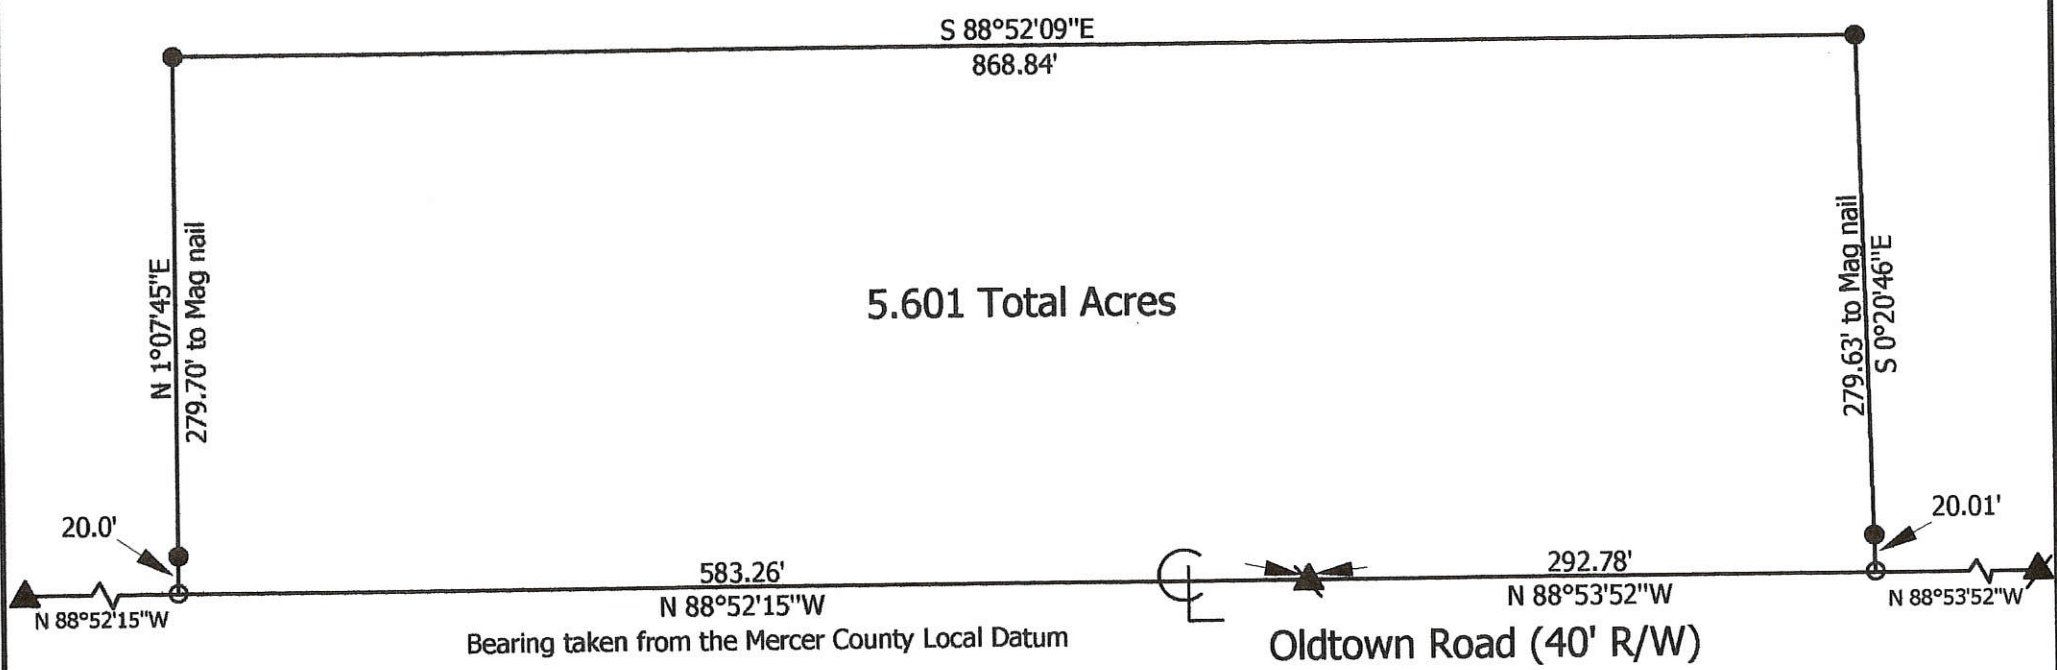 S 88°52'09"E
868.84'
N 1°07'45"E
279.70' to Mag nail
5.601 Total Acres
279.63' to Mag nail
S 0°20'46"E
20.0'
20.01'
583.26'
N 88°52'15"W
CL
292.78'
N 88°53'52"W
N 88°52'15"W
N 88°53'52"W
Bearing taken from the Mercer County Local Datum
Oldtown Road (40' R/W)